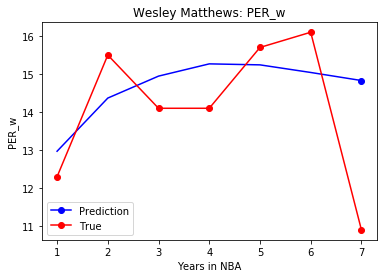 Wesley Matthews: PER_w
PER_w
16
15
14
13
12
11
Prediction
True
1 2 3 4 5 6 7
Years in NBA